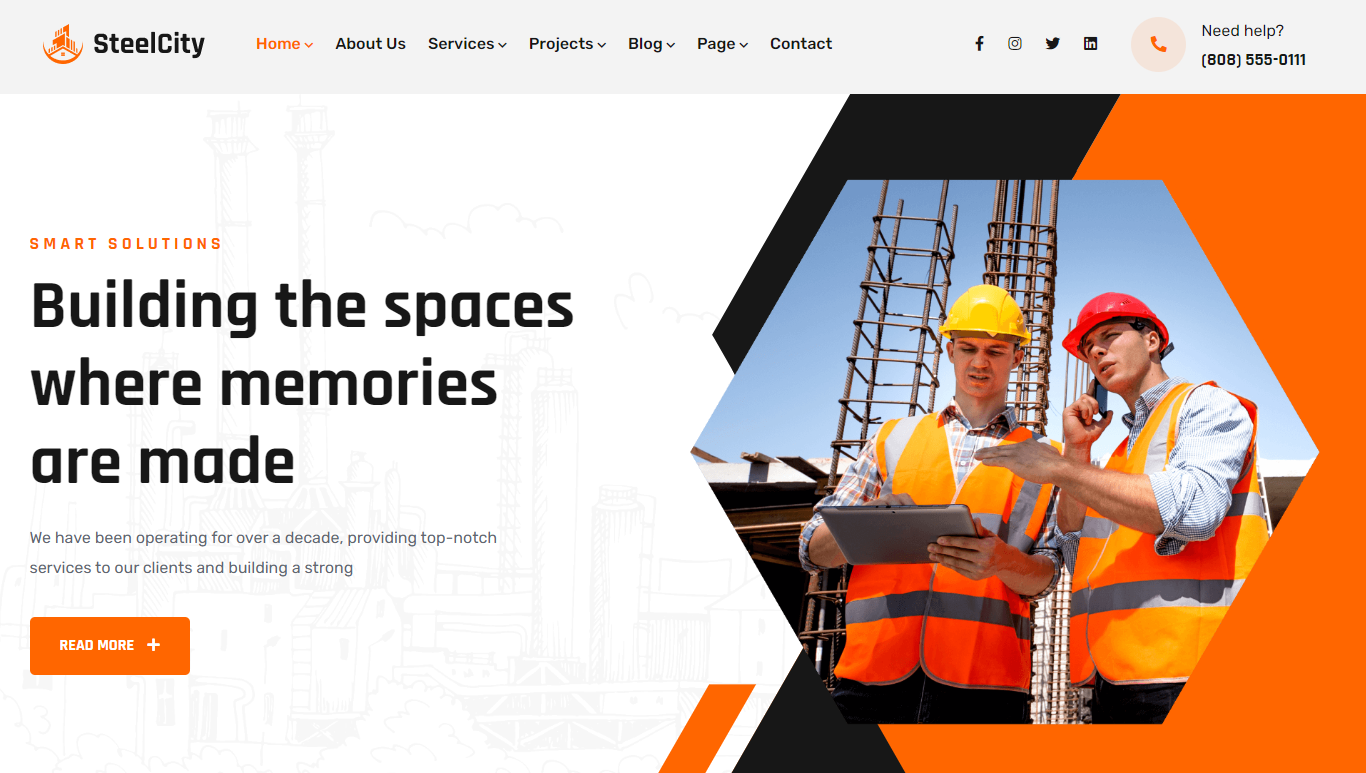 SteelCity
Home
About Us
Services
Projects
Blog
Page
Contact
Need help?
(808) 555-0111
SMART SOLUTIONS
Building the spaces
where memories
are made
We have been operating for over a decade, providing top-notch
services to our clients and building a strong
READ MORE